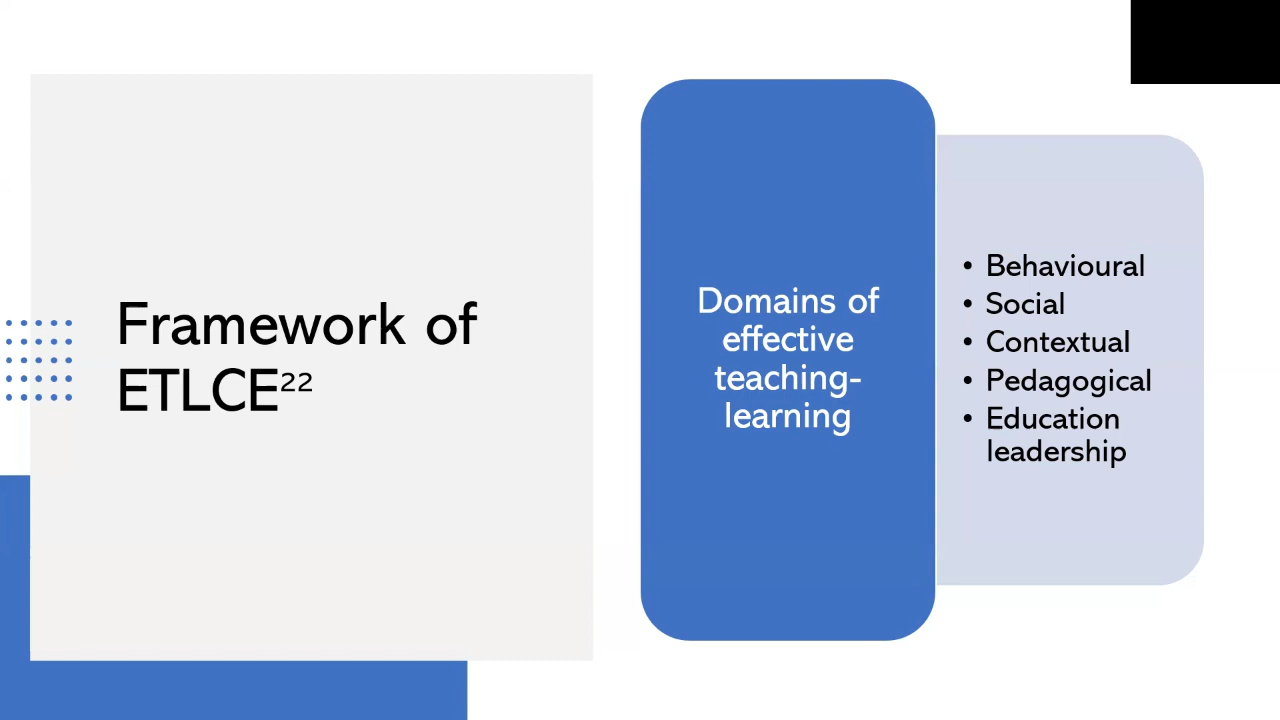 Framework of
ETLCE²²
Domains of
effective
teaching-
learning
• Behavioural
• Social
• Contextual
• Pedagogical
• Education
leadership